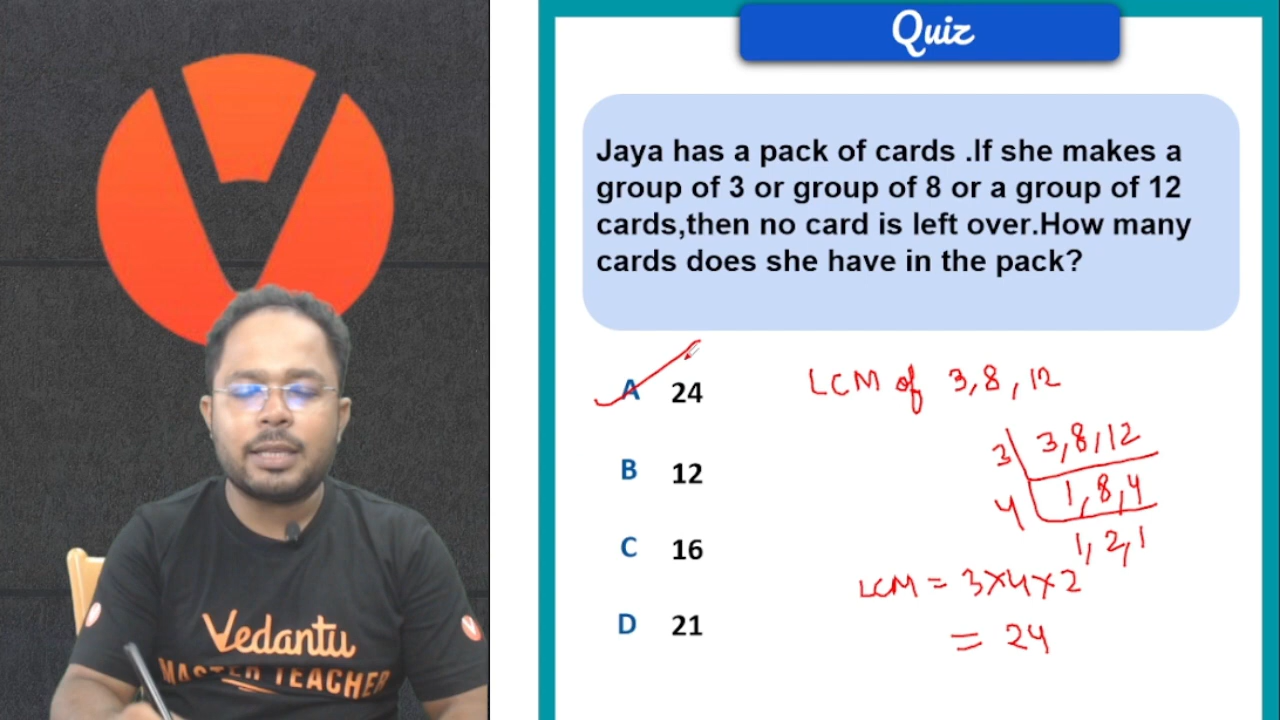 Quiz
Jaya has a pack of cards .If she makes a
group of 3 or group of 8 or a group of 12
cards,then no card is left over.How many
cards does she have in the pack?
A 24
B 12
C 16
D 21
LCM of 3,8,12
3 3,8,12
4 1,8,4
1,2,1
LCM = 3×4×2
= 24
Vedantu
MASTER TEACHER